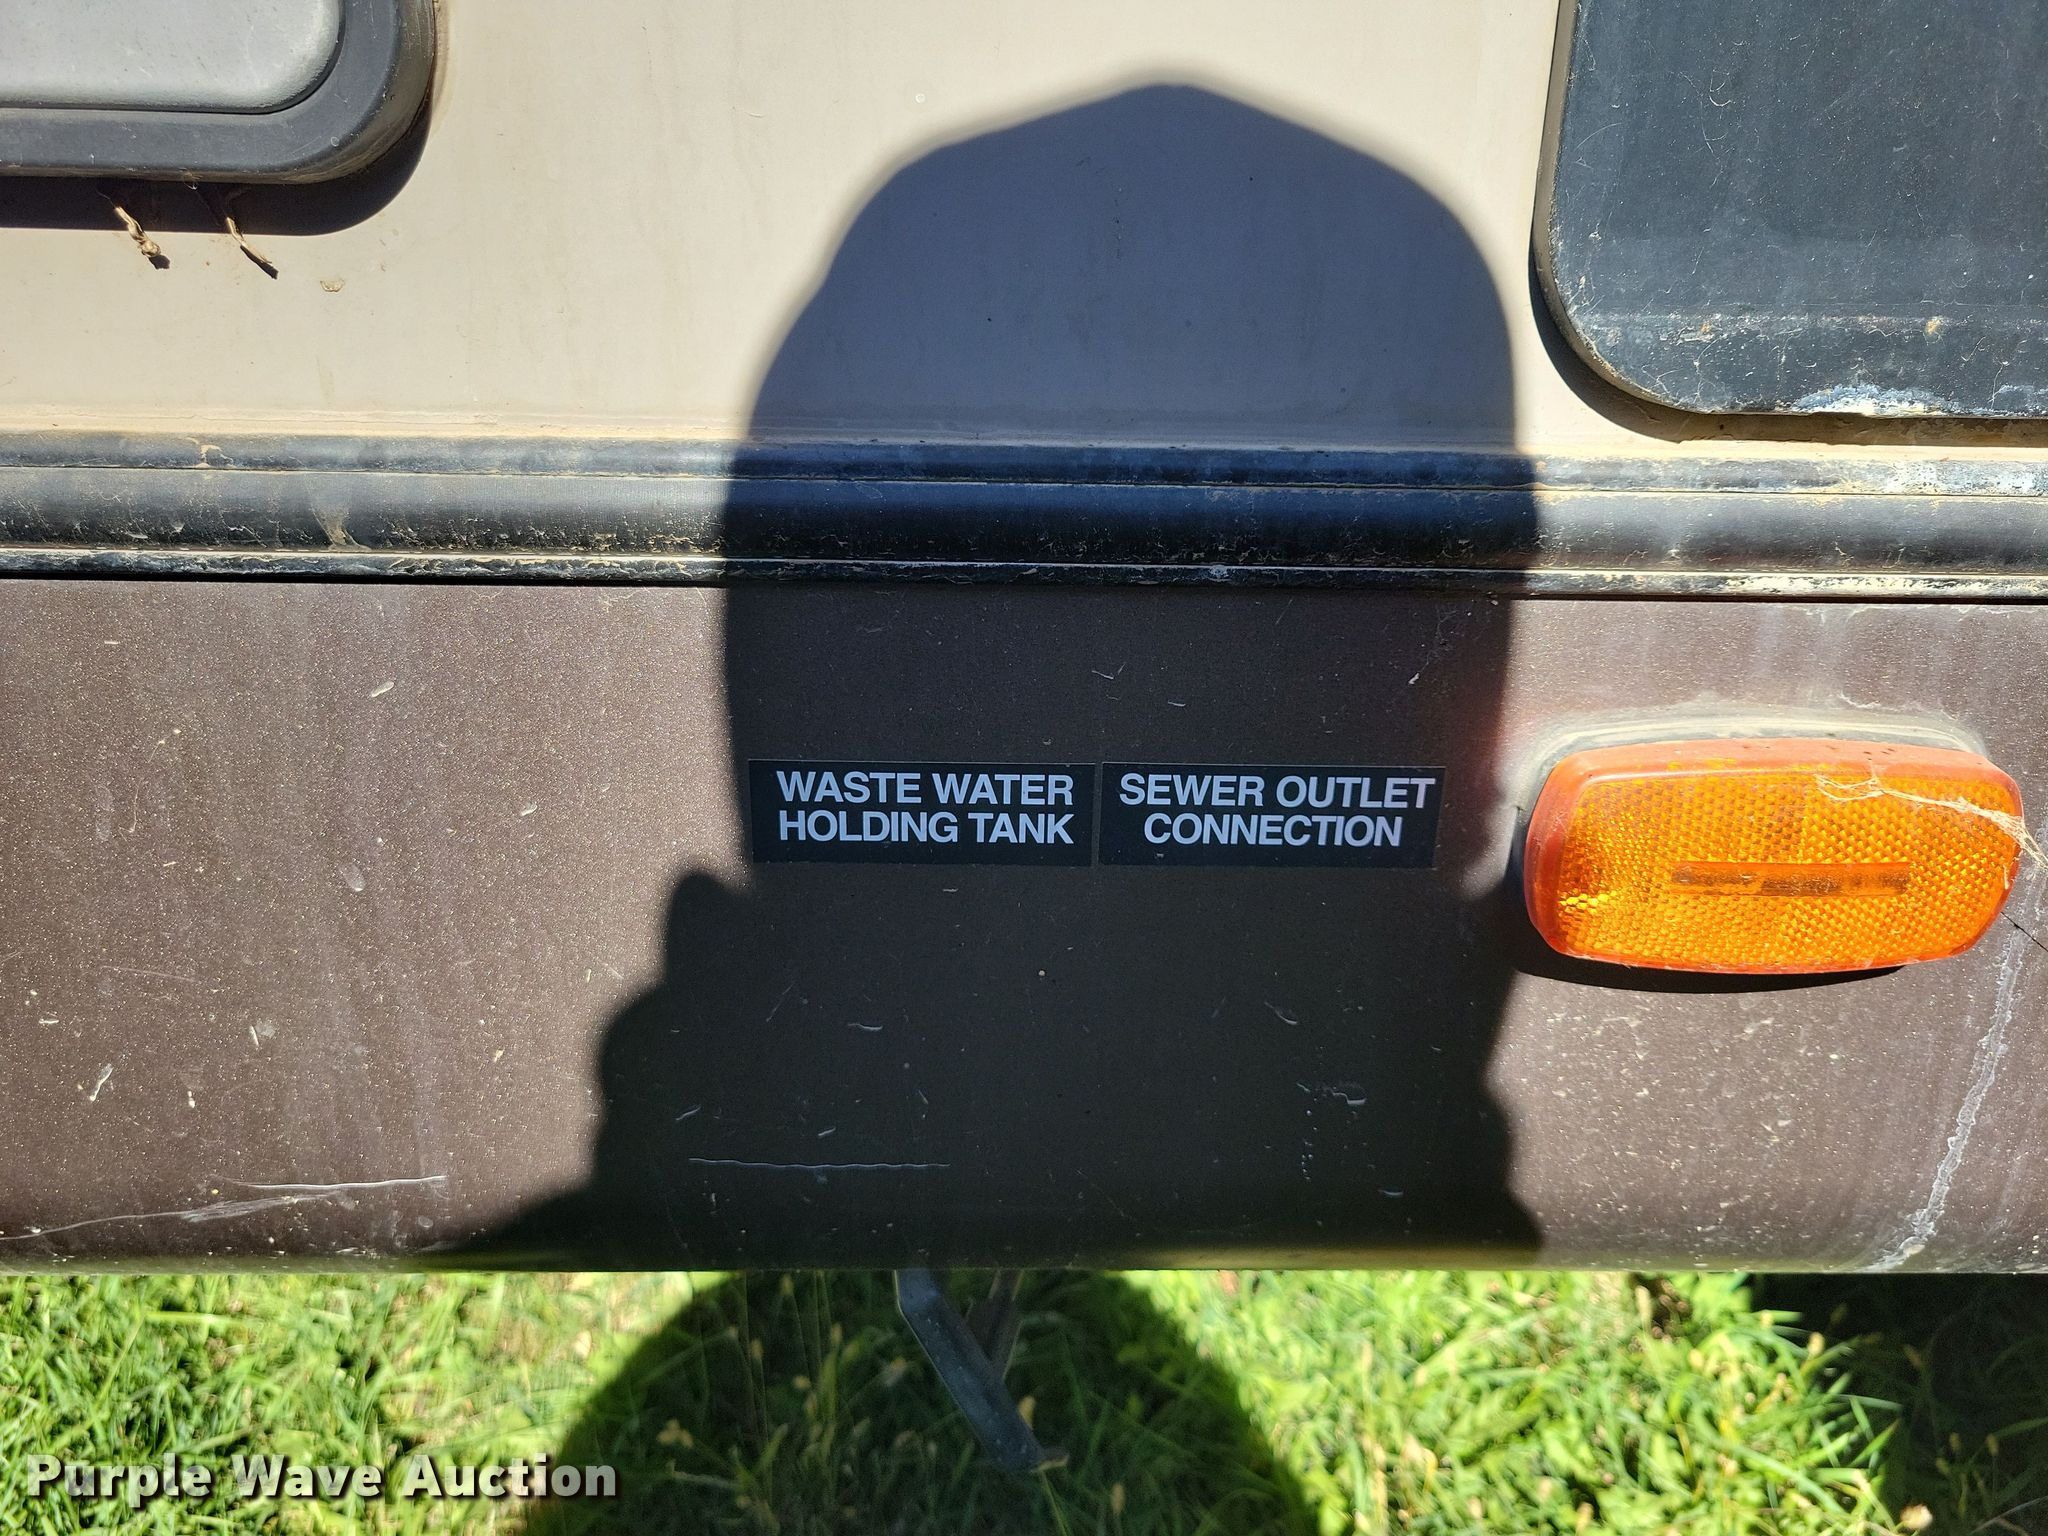 WASTE WATER
HOLDING TANK
SEWER OUTLET
CONNECTION
Purple Wave Auction